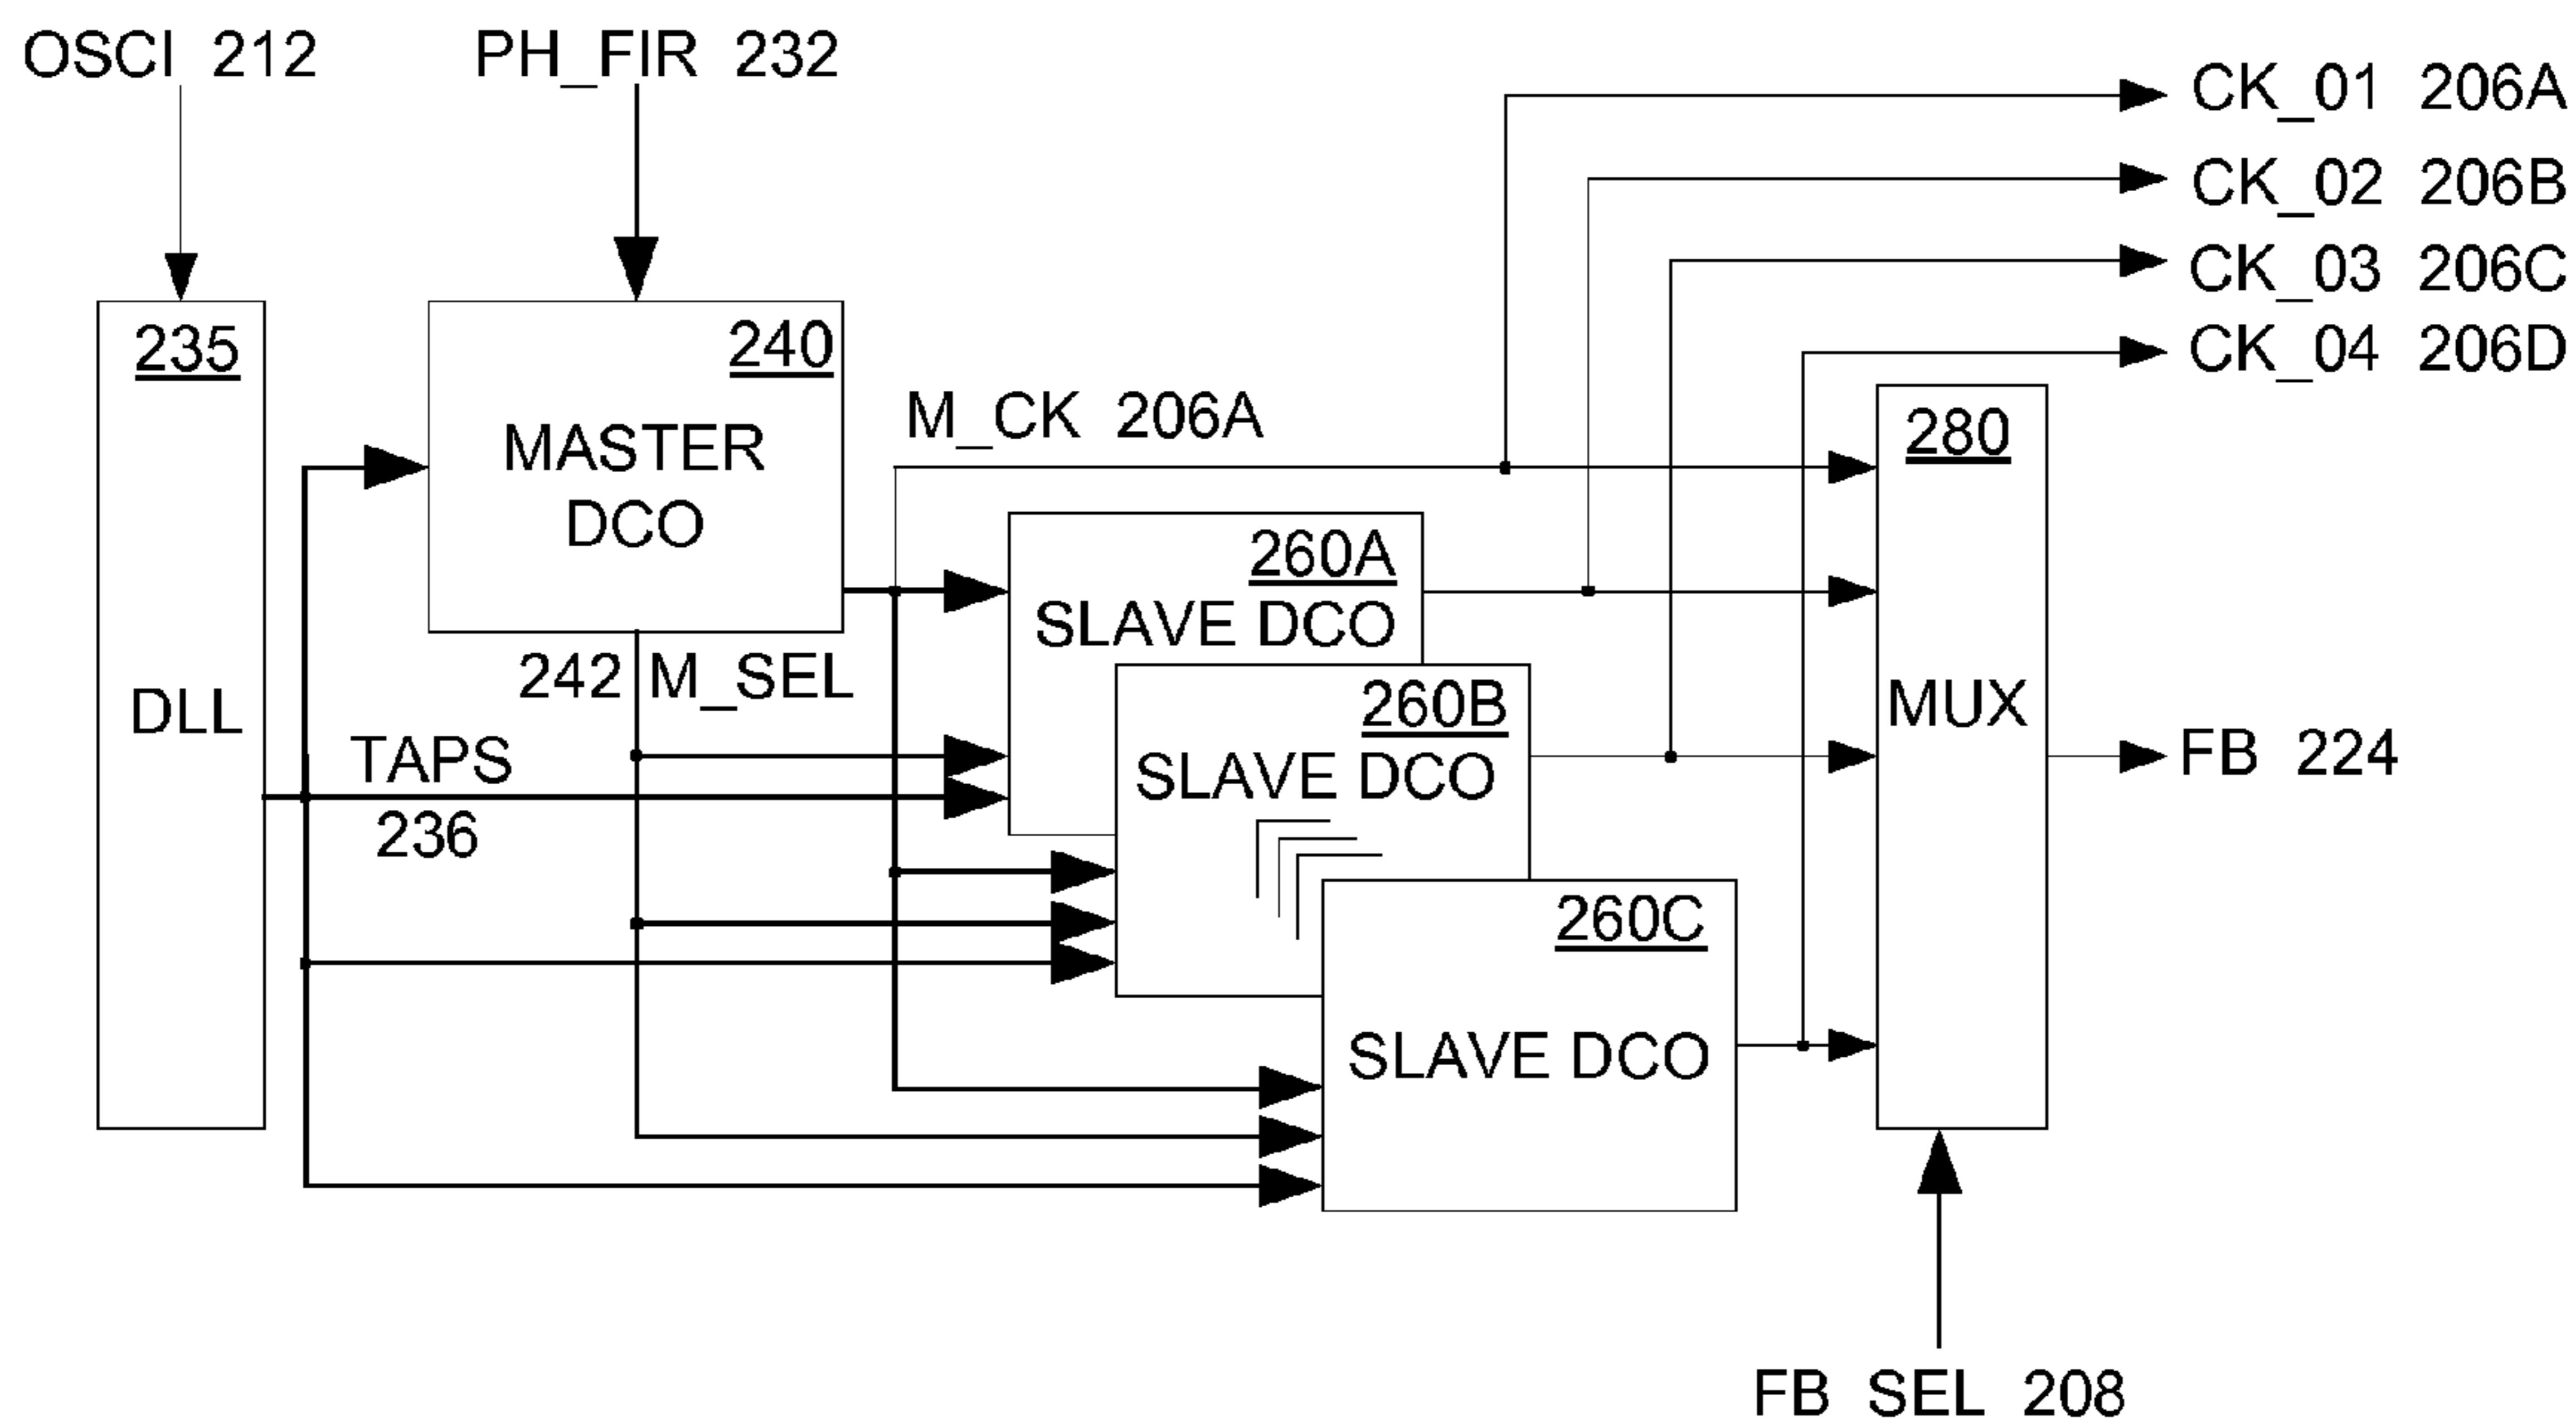 OSCI 212
PH_FIR 232
CK_01 206A
CK_02 206B
CK_03 206C
CK_04 206D
235
DLL
240
MASTER
DCO
M_CK 206A
242 M_SEL
TAPS
236
260A
SLAVE DCO
260B
SLAVE DCO
260C
SLAVE DCO
280
MUX
FB 224
FB SEL 208